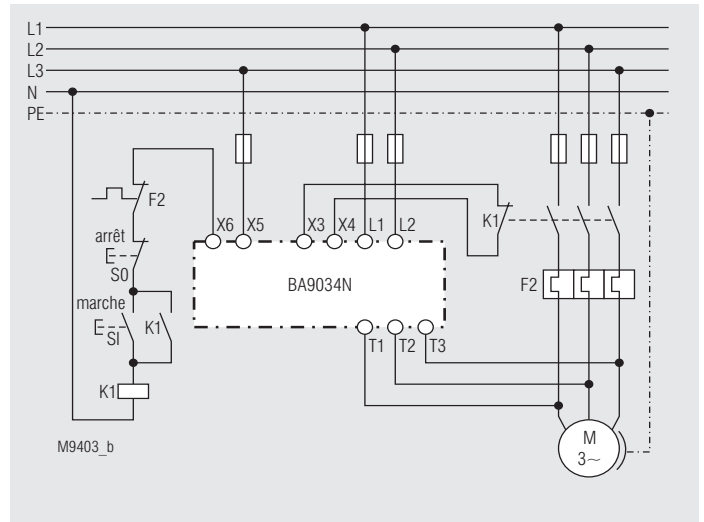 L1
L2
L3
N
PE
F2
X6 X5 X3 X4 L1 L2
K1
arrêt
S0
BA9034N
F2
marche
SI
K1
T1 T2 T3
K1
M
3~
M9403_b